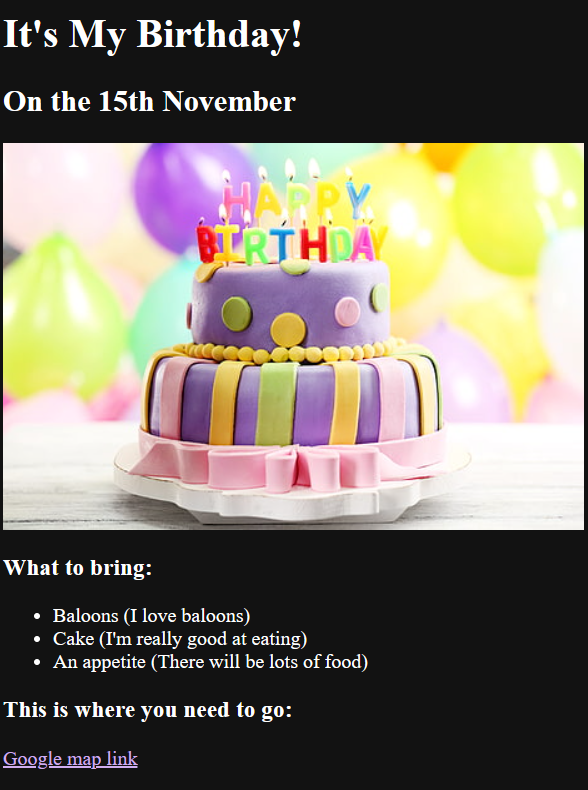 It's My Birthday!
On the 15th November
HAPPY
BIRTHDAY
What to bring:
Baloons (I love baloons)
Cake (I'm really good at eating)
An appetite (There will be lots of food)
This is where you need to go:
Google map link